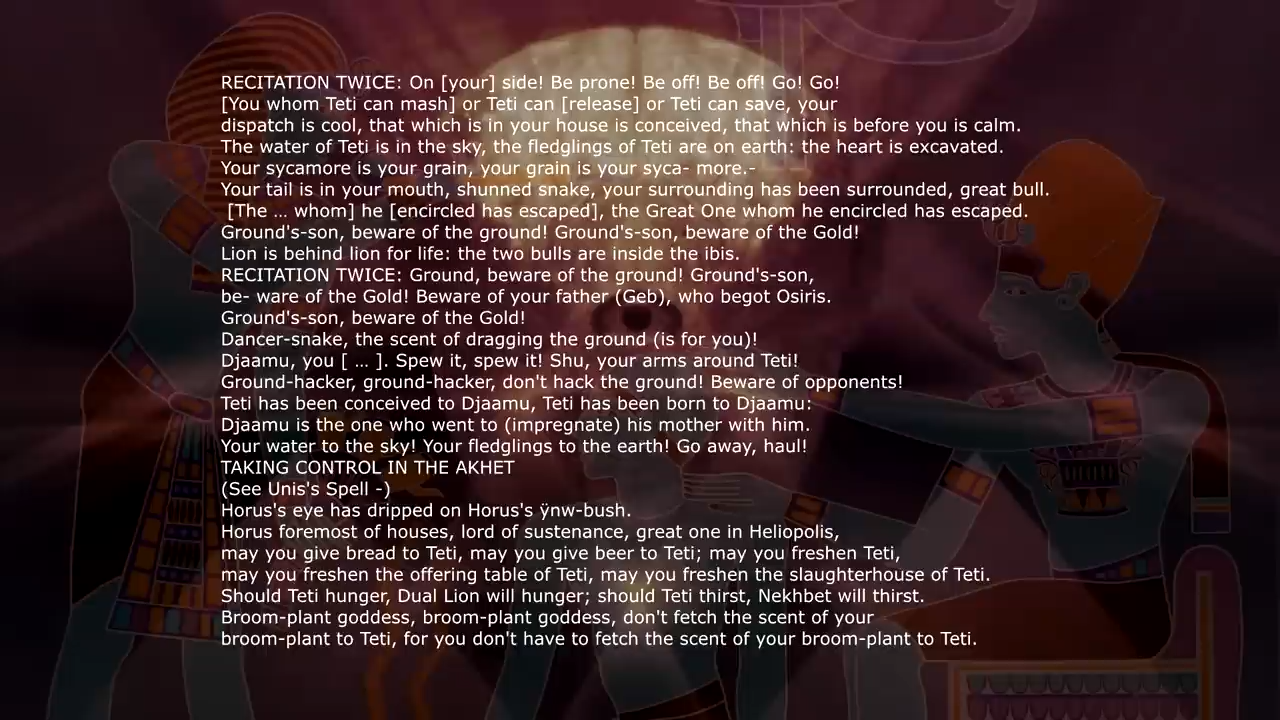 RECITATION TWICE: On [your] side! Be prone! Be off! Be off! Go! Go!
[You whom Teti can mash] or Teti can [release] or Teti can save, your
dispatch is cool, that which is in your house is conceived, that which is before you is calm.
The water of Teti is in the sky, the fledglings of Teti are on earth: the heart is excavated.
Your sycamore is your grain, your grain is your syca- more.-
Your tail is in your mouth, shunned snake, your surrounding has been surrounded, great bull.
[The ... whom] he [encircled has escaped], the Great One whom he encircled has escaped.
Ground's-son, beware of the ground! Ground's-son, beware of the Gold!
Lion is behind lion for life: the two bulls are inside the ibis.
RECITATION TWICE: Ground, beware of the ground! Ground's-son,
be- ware of the Gold! Beware of your father (Geb), who begot Osiris.
Ground's-son, beware of the Gold!
Dancer-snake, the scent of dragging the ground (is for you)!
Djaamu, you [ ... ]. Spew it, spew it! Shu, your arms around Teti!
Ground-hacker, ground-hacker, don't hack the ground! Beware of opponents!
Teti has been conceived to Djaamu, Teti has been born to Djaamu:
Djaamu is the one who went to (impregnate) his mother with him.
Your water to the sky! Your fledglings to the earth! Go away, haul!
TAKING CONTROL IN THE AKHET
(See Unis's Spell -)
Horus's eye has dripped on Horus's ÿnw-bush.
Horus foremost of houses, lord of sustenance, great one in Heliopolis,
may you give bread to Teti, may you give beer to Teti; may you freshen Teti,
may you freshen the offering table of Teti, may you freshen the slaughterhouse of Teti.
Should Teti hunger, Dual Lion will hunger; should Teti thirst, Nekhbet will thirst.
Broom-plant goddess, broom-plant goddess, don't fetch the scent of your
broom-plant to Teti, for you don't have to fetch the scent of your broom-plant to Teti.